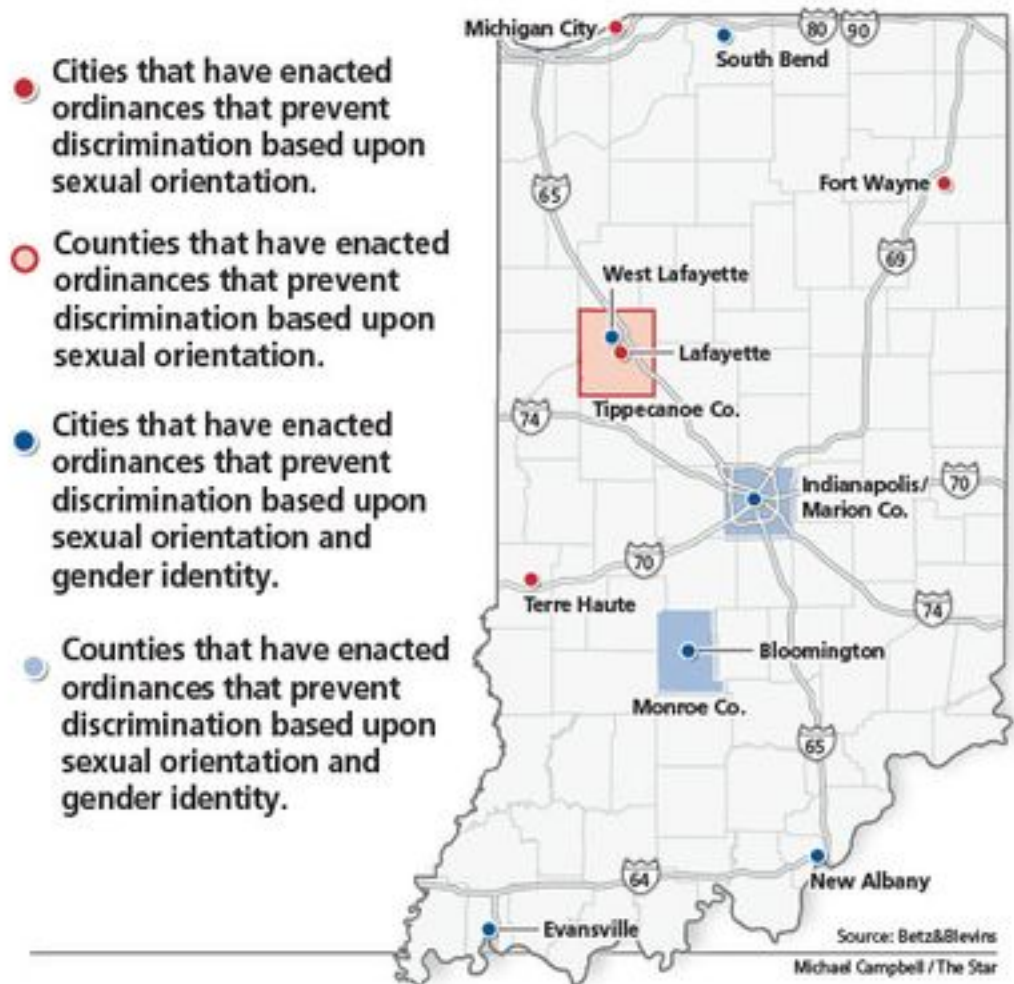 Cities that have enacted
ordinances that prevent
discrimination based upon
sexual orientation.
Counties that have enacted
ordinances that prevent
discrimination based upon
sexual orientation.
Cities that have enacted
ordinances that prevent
discrimination based upon
sexual orientation and
gender identity.
Counties that have enacted
ordinances that prevent
discrimination based upon
sexual orientation and
gender identity.
Michigan City
80
90
South Bend
Fort Wayne
65
69
West Lafayette
Lafayette
Tippecanoe Co.
74
Indianapolis/
Marion Co.
70
70
Terre Haute
74
Bloomington
Monroe Co.
65
64
New Albany
Evansville
Source: Betz&Blevins
Michael Campbell / The Star